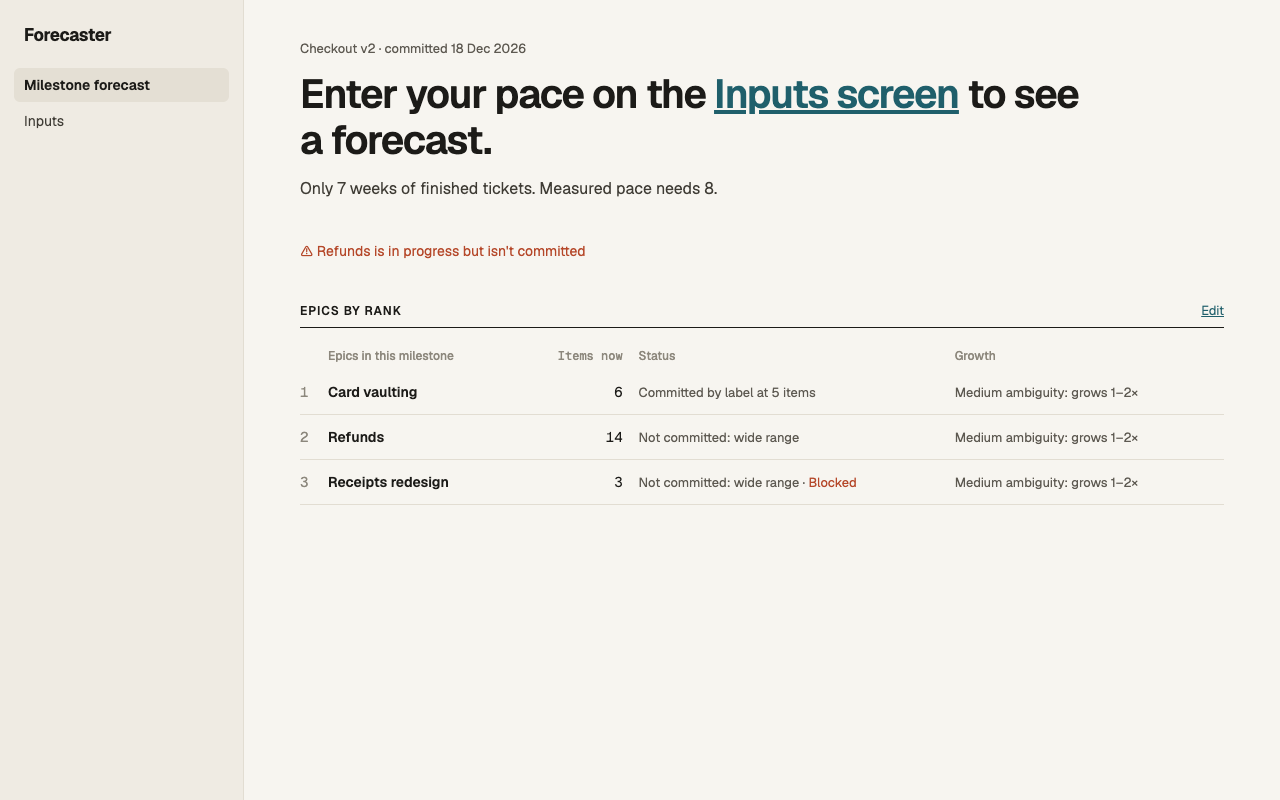 Forecaster
Milestone forecast
Inputs
Checkout v2 · committed 18 Dec 2026
Enter your pace on the Inputs screen to see
a forecast.
Only 7 weeks of finished tickets. Measured pace needs 8.
Refunds is in progress but isn't committed
EPICS BY RANK Edit
Epics in this milestone Items now Status Growth
1 Card vaulting 6 Committed by label at 5 items Medium ambiguity: grows 1–2×
2 Refunds 14 Not committed: wide range Medium ambiguity: grows 1–2×
3 Receipts redesign 3 Not committed: wide range · Blocked Medium ambiguity: grows 1–2×